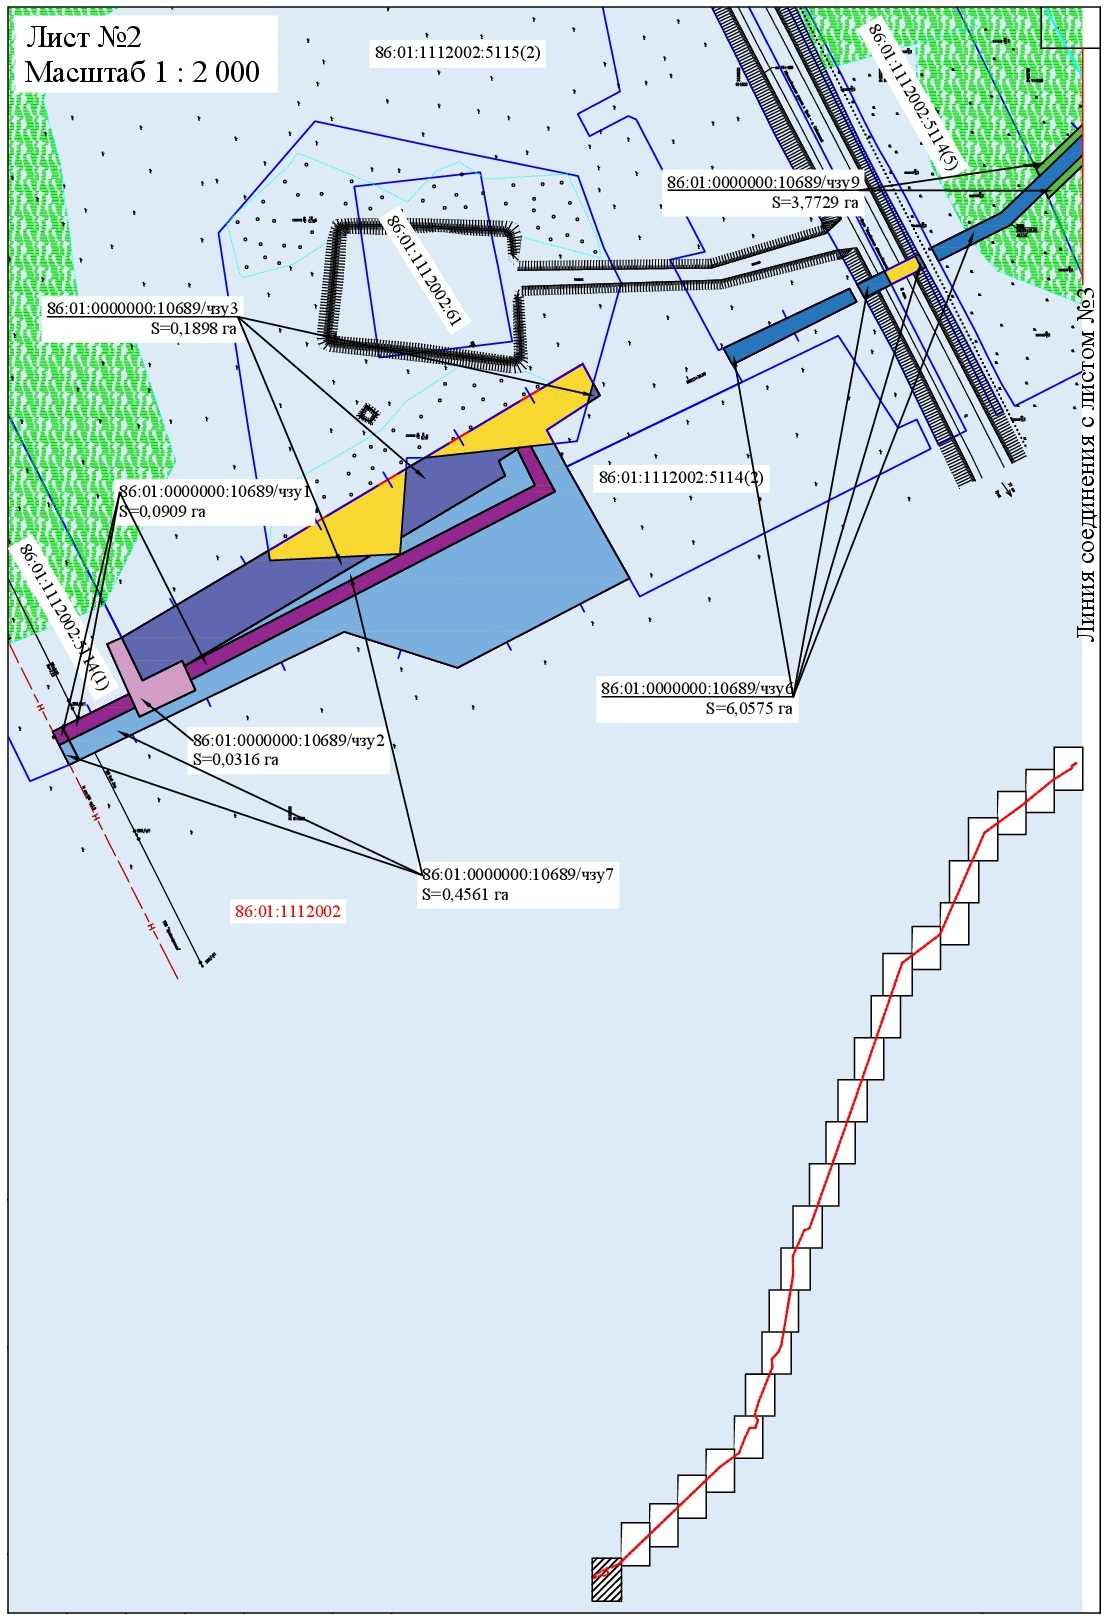 Лист №2
Масштаб 1 : 2 000
86:01:1112002:5115(2)
86:01:1112002:5114(5)
86:01:0000000:10689/чзу9
S=3,7729 га
86:01:1112002:61
86:01:0000000:10689/чзу3
S=0,1898 га
Линия соединения с листом №3
86:01:1112002:5114(2)
86:01:0000000:10689/чзу1
S=0,0909 га
86:01:1112002:5114(1)
86:01:0000000:10689/чзу6
S=6,0575 га
86:01:0000000:10689/чзу2
S=0,0316 га
86:01:0000000:10689/чзу7
S=0,4561 га
86:01:1112002